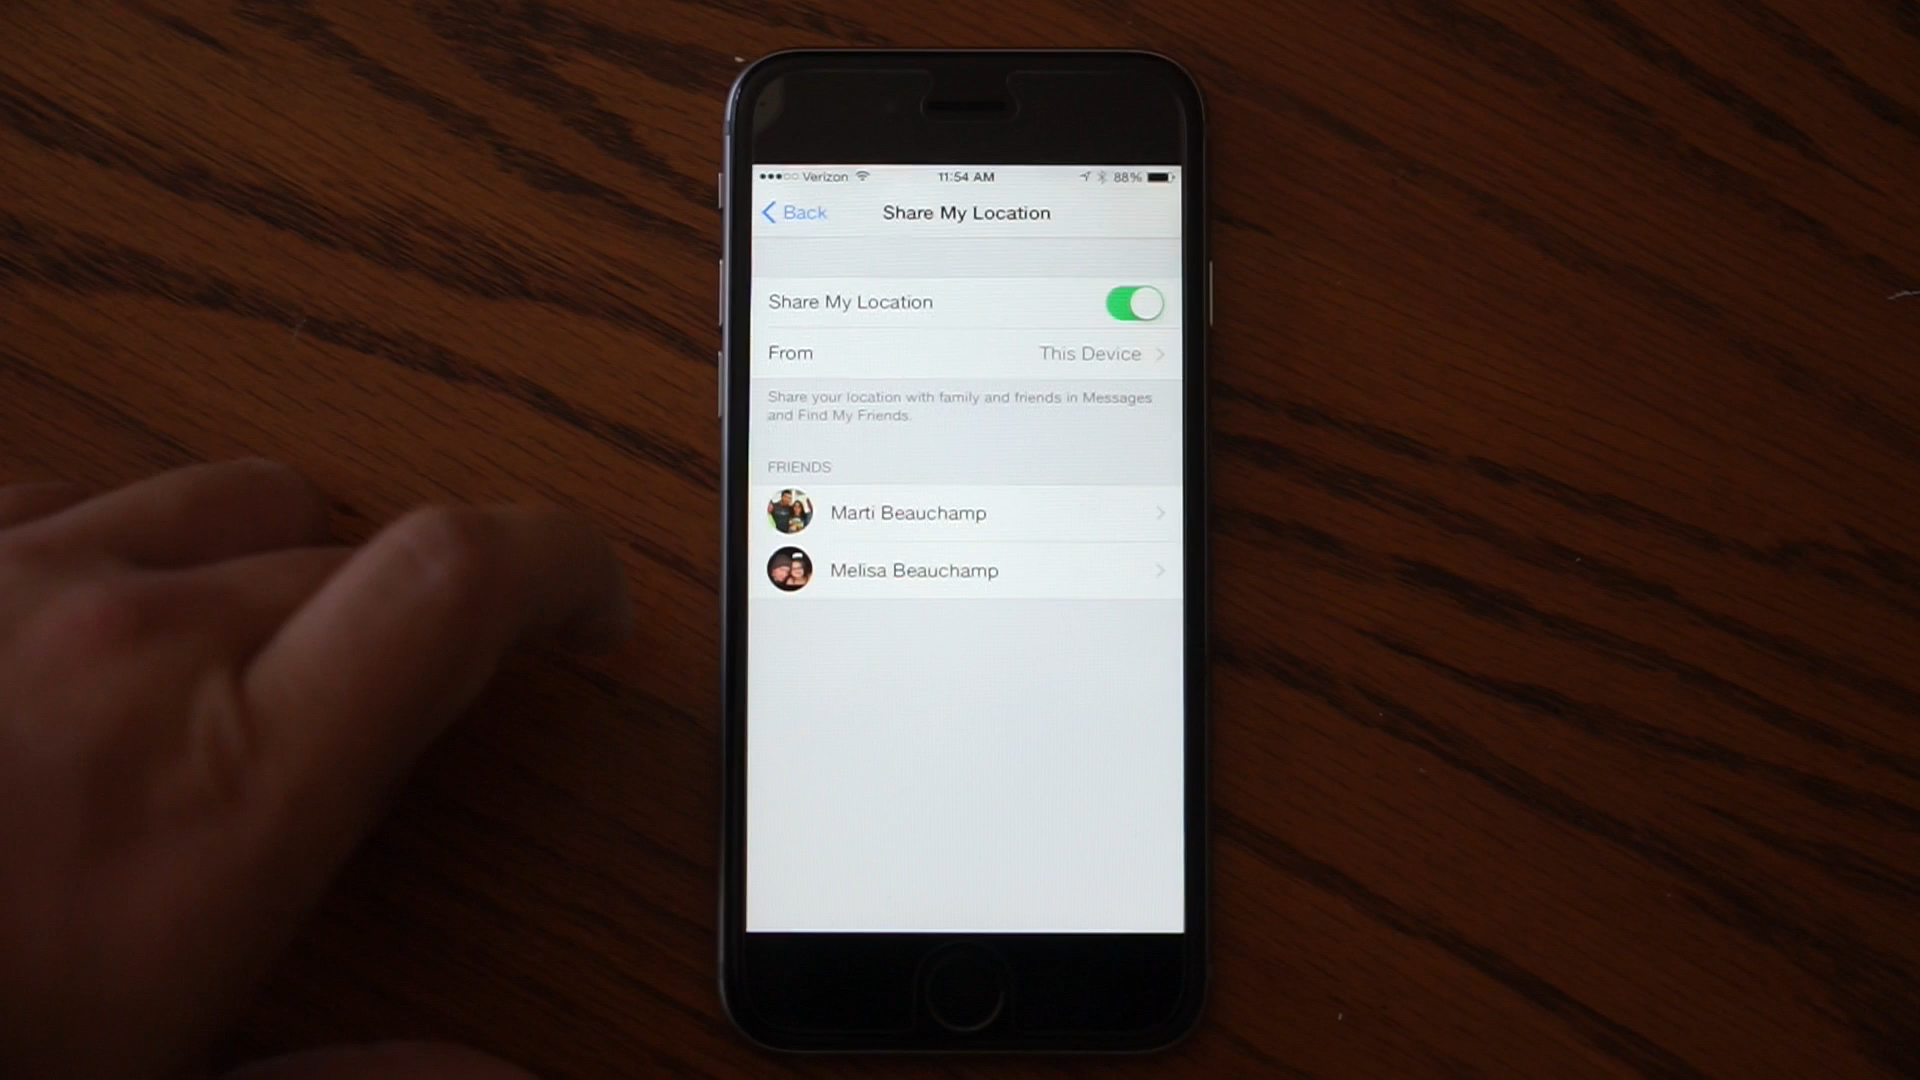 Verizon 11:54 AM 88%
Back Share My Location
Share My Location
From This Device
Share your location with family and friends in Messages
and Find My Friends.
FRIENDS
Marti Beauchamp
Melisa Beauchamp